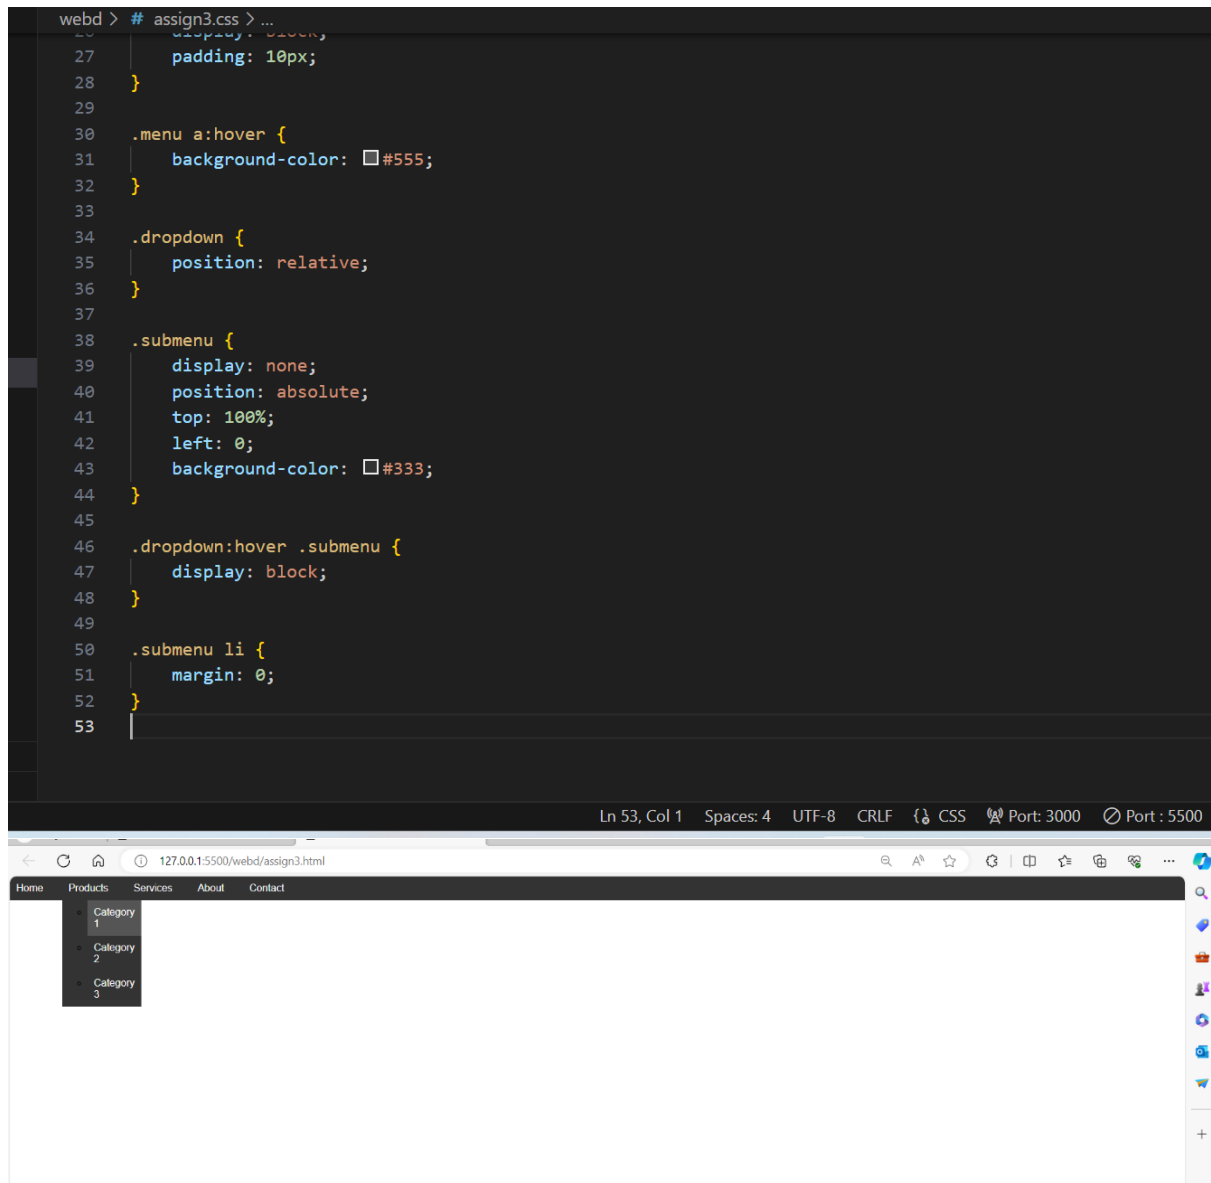 webd > # assign3.css > ...
26 display: block;
27 padding: 10px;
28 }
29
30 .menu a:hover {
31 background-color: #555;
32 }
33
34 .dropdown {
35 position: relative;
36 }
37
38 .submenu {
39 display: none;
40 position: absolute;
41 top: 100%;
42 left: 0;
43 background-color: #333;
44 }
45
46 .dropdown:hover .submenu {
47 display: block;
48 }
49
50 .submenu li {
51 margin: 0;
52 }
53
Ln 53, Col 1 Spaces: 4 UTF-8 CRLF CSS Port: 3000 Port : 5500
127.0.0.1:5500/webd/assign3.html
Home Products Services About Contact
Category
1
Category
2
Category
3